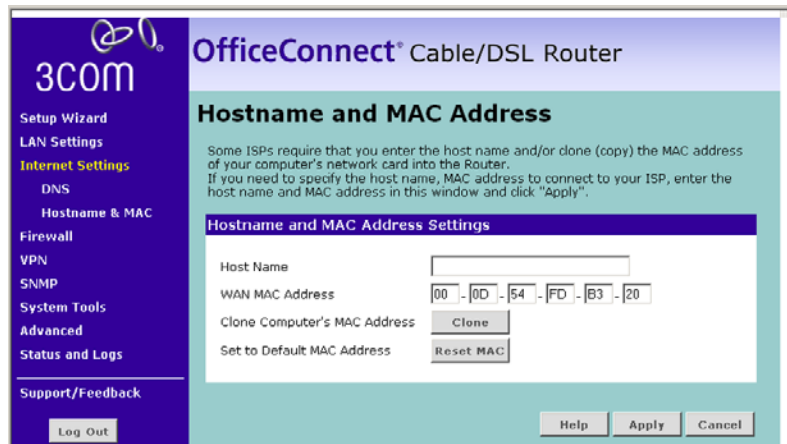 3COM
OfficeConnect® Cable/DSL Router
Setup Wizard
LAN Settings
Internet Settings
DNS
Hostname & MAC
Firewall
VPN
SNMP
System Tools
Advanced
Status and Logs
Support/Feedback
Log Out
Hostname and MAC Address
Some ISPs require that you enter the host name and/or clone (copy) the MAC address
of your computer's network card into the Router.
If you need to specify the host name, MAC address to connect to your ISP, enter the
host name and MAC address in this window and click "Apply".
Hostname and MAC Address Settings
Host Name
WAN MAC Address 00 - 0D - 54 - FD - B3 - 20
Clone Computer's MAC Address Clone
Set to Default MAC Address Reset MAC
Help Apply Cancel